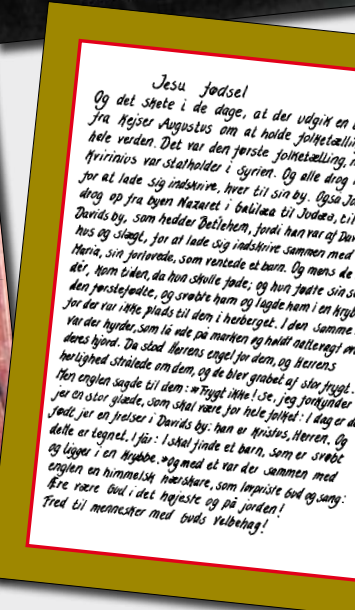 Jesu fødsel
Og det skete i de dage, at der udgik en
fra kejser Augustus om at holde folketælli
hele verden. Det var den første folketælling,
Kvirinius var statholder i Syrien. Og alle drog
for at lade sig indskrive, hver til sin by. Også Jo
drog op fra byen Nazaret i Galilæa til Judæa, til
Davids by, som hedder Betlehem, fordi han var af Dav
hus og slægt, for at lade sig indskrive sammen med
Maria, sin forlovede, som ventede et barn. Og mens de
dér, kom tiden, da hun skulle føde; og hun fødte sin sø
den førstefødte, og svøbte ham og lagde ham i en kryb
for der var ikke plads til dem i herberget. I den samme
var der hyrder, som lå ude på marken og holdt nattevagt ov
deres hjord. Da stod Herrens engel for dem, og Herrens
herlighed strålede om dem, og de blev grebet af stor frygt.
Men englen sagde til dem: »Frygt ikke! Se, jeg forkynder
jer en stor glæde, som skal være for hele folket: I dag er d
født jer en frelser i Davids by; han er Kristus, Herren. Og
dette er tegnet, I får: I skal finde et barn, som er svøbt
og ligger i en krybbe.« Og med ét var der sammen med
englen en himmelsk hærskare, som lovpriste Gud og sang:
Ære være Gud i det højeste og på jorden!
Fred til mennesker med Guds velbehag!